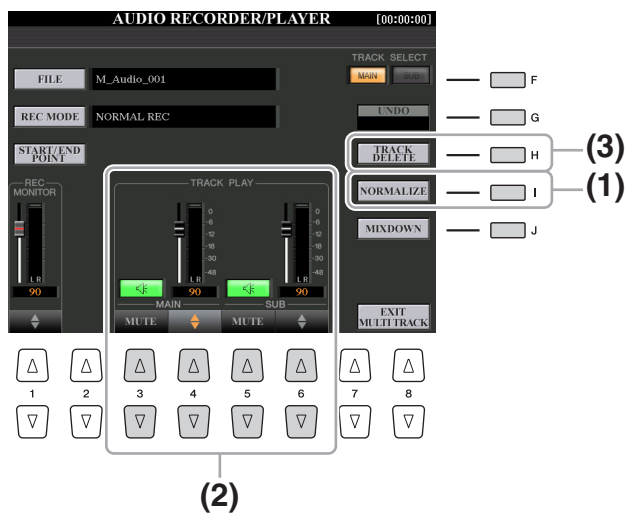 AUDIO RECORDER/PLAYER [00:00:00]
TRACK SELECT
MAIN SUB
F
FILE M_Audio_001
UNDO
G
REC MODE NORMAL REC
START/END
POINT
TRACK
DELETE
H
(3)
REC
MONITOR
TRACK PLAY
NORMALIZE
I
(1)
0
-6
-12
-18
-30
-48
0
-6
-12
-18
-30
-48
MIXDOWN
J
L R
L R
L R
90
90
90
MAIN
SUB
MUTE
MUTE
EXIT
MULTI TRACK
1 2 3 4 5 6 7 8
(2)